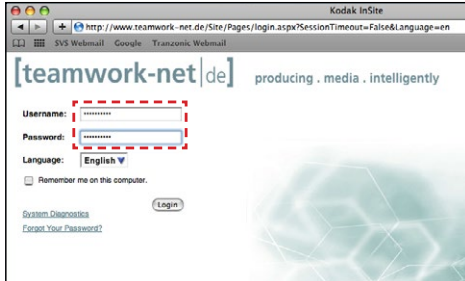 Kodak InSite
http://www.teamwork-net.de/Site/Pages/login.aspx?SessionTimeout=False&Language=en
SVS Webmail Google Tranzonic Webmail
[teamwork-net|de] producing . media . intelligently
Username: ••••••••••
Password: ••••••••••
Language: English
Remember me on this computer.
Login
System Diagnostics
Forgot Your Password?